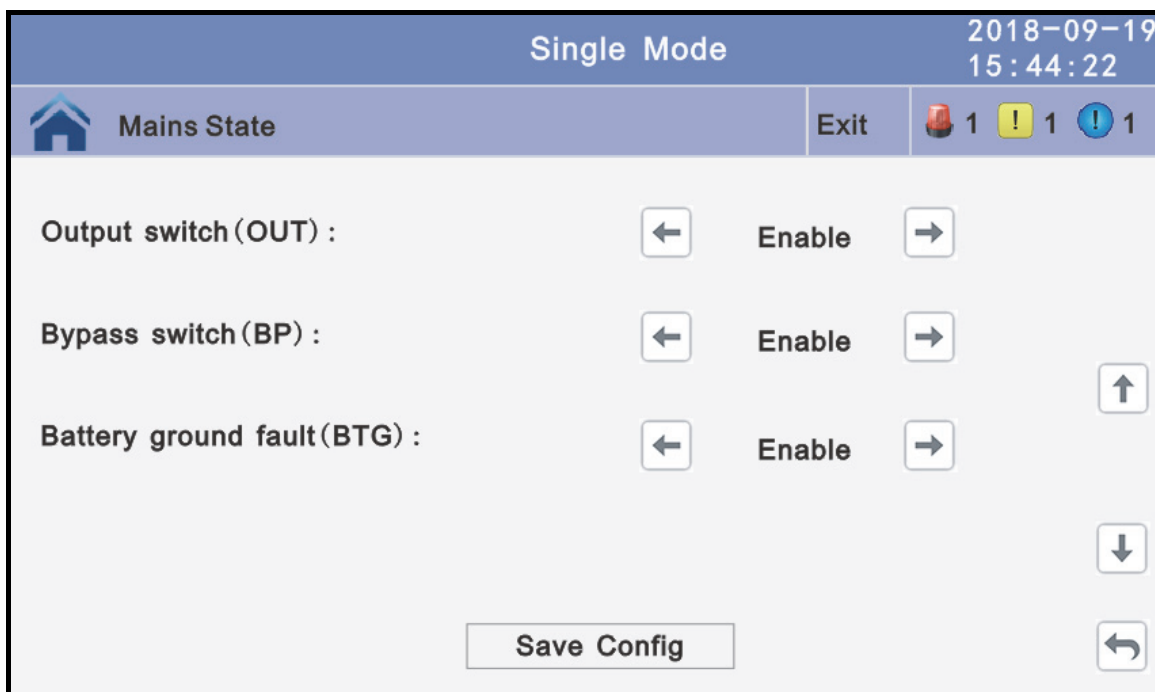 Single Mode
2018-09-19
15:44:22
Mains State
Exit
1 ! 1 ! 1
Output switch(OUT): Enable
Bypass switch(BP): Enable
Battery ground fault(BTG): Enable
Save Config